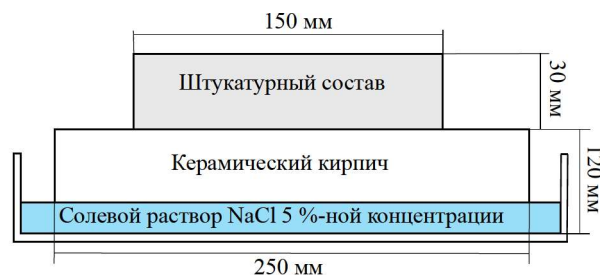 150 мм
Штукатурный состав
30 мм
Керамический кирпич
120 мм
Солевой раствор NaCl 5 %-ной концентрации
250 мм